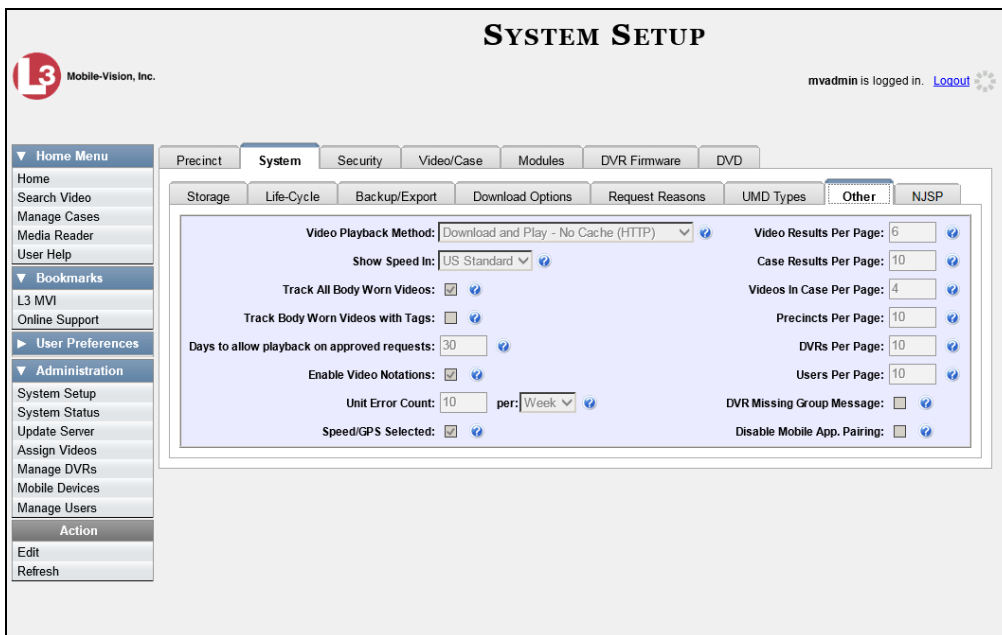 SYSTEM SETUP
L3 Mobile-Vision, Inc.
mvadmin is logged in. Logout
Home Menu
Home
Search Video
Manage Cases
Media Reader
User Help
Bookmarks
L3 MVI
Online Support
User Preferences
Administration
System Setup
System Status
Update Server
Assign Videos
Manage DVRs
Mobile Devices
Manage Users
Action
Edit
Refresh
Precinct System Security Video/Case Modules DVR Firmware DVD
Storage Life-Cycle Backup/Export Download Options Request Reasons UMD Types Other NJSP
Video Playback Method: Download and Play - No Cache (HTTP)
Show Speed In: US Standard
Track All Body Worn Videos:
Track Body Worn Videos with Tags:
Days to allow playback on approved requests: 30
Enable Video Notations:
Unit Error Count: 10 per: Week
Speed/GPS Selected:
Video Results Per Page: 6
Case Results Per Page: 10
Videos In Case Per Page: 4
Precincts Per Page: 10
DVRs Per Page: 10
Users Per Page: 10
DVR Missing Group Message:
Disable Mobile App. Pairing: